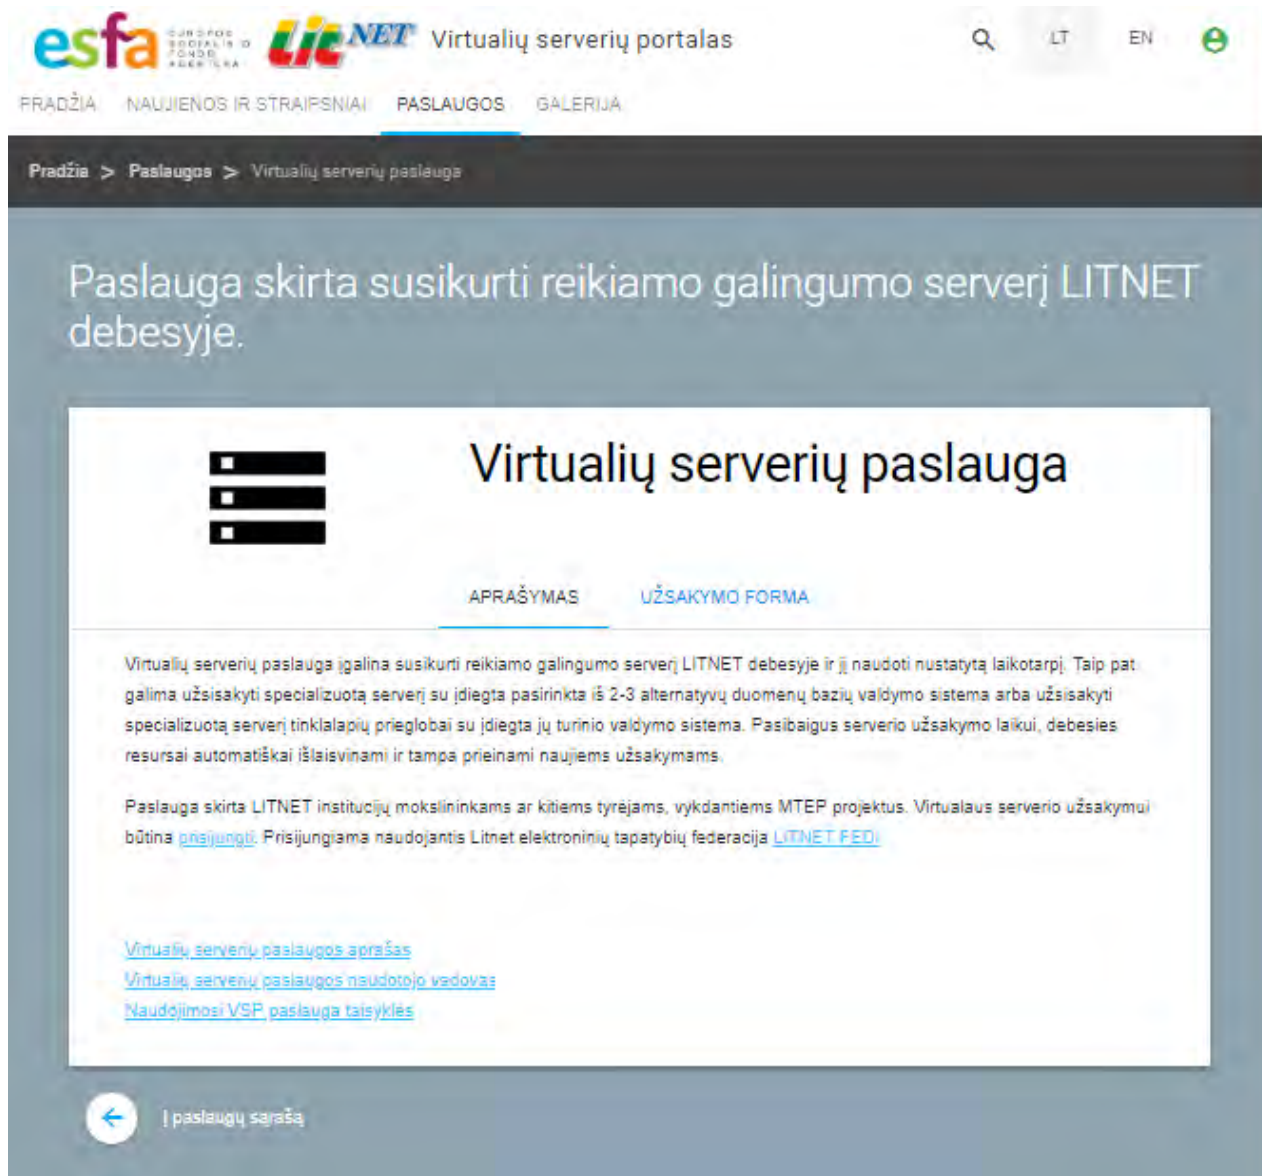 esfa EUROPOS SOCIALINIO FONDO AGENTŪRA LitNET Virtualių serverių portalas LT EN
PRADŽIA NAUJIENOS IR STRAIPSNIAI PASLAUGOS GALERIJA
Pradžia > Paslaugos > Virtualių serverių paslauga
Paslauga skirta susikurti reikiamo galingumo serverį LITNET
debesyje.
Virtualių serverių paslauga
APRAŠYMAS UŽSAKYMO FORMA
Virtualių serverių paslauga įgalina susikurti reikiamo galingumo serverį LITNET debesyje ir jį naudoti nustatytą laikotarpį. Taip pat
galima užsisakyti specializuotą serverį su įdiegta pasirinkta iš 2-3 alternatyvų duomenų bazių valdymo sistema arba užsisakyti
specializuotą serverį tinklalapių prieglobai su įdiegta jų turinio valdymo sistema. Pasibaigus serverio užsakymo laikui, debesies
resursai automatiškai išlaisvinami ir tampa prieinami naujiems užsakymams.
Paslauga skirta LITNET institucijų mokslininkams ar kitiems tyrėjams, vykdantiems MTEP projektus. Virtualaus serverio užsakymui
būtina prisijungti. Prisijungiama naudojantis Litnet elektroninių tapatybių federacija LITNET FEDI
Virtualių serverių paslaugos aprašas
Virtualių serverių paslaugos naudotojo vadovas
Naudojimosi VSP paslauga taisyklės
Į paslaugų sąrašą